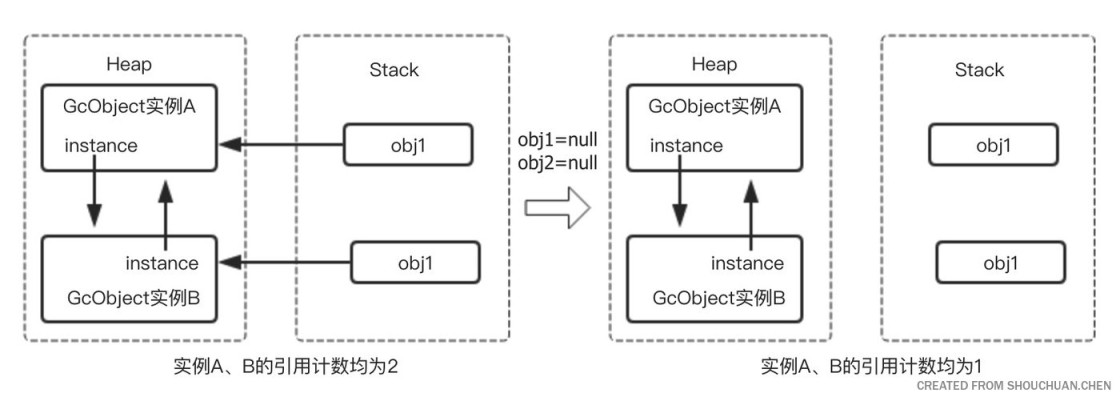 Heap
Stack
GcObject实例A
instance
obj1
instance
GcObject实例B
obj1
实例A、B的引用计数均为2
obj1=null
obj2=null
Heap
Stack
GcObject实例A
instance
obj1
instance
GcObject实例B
obj1
实例A、B的引用计数均为1
CREATED FROM SHOUCHUAN.CHEN